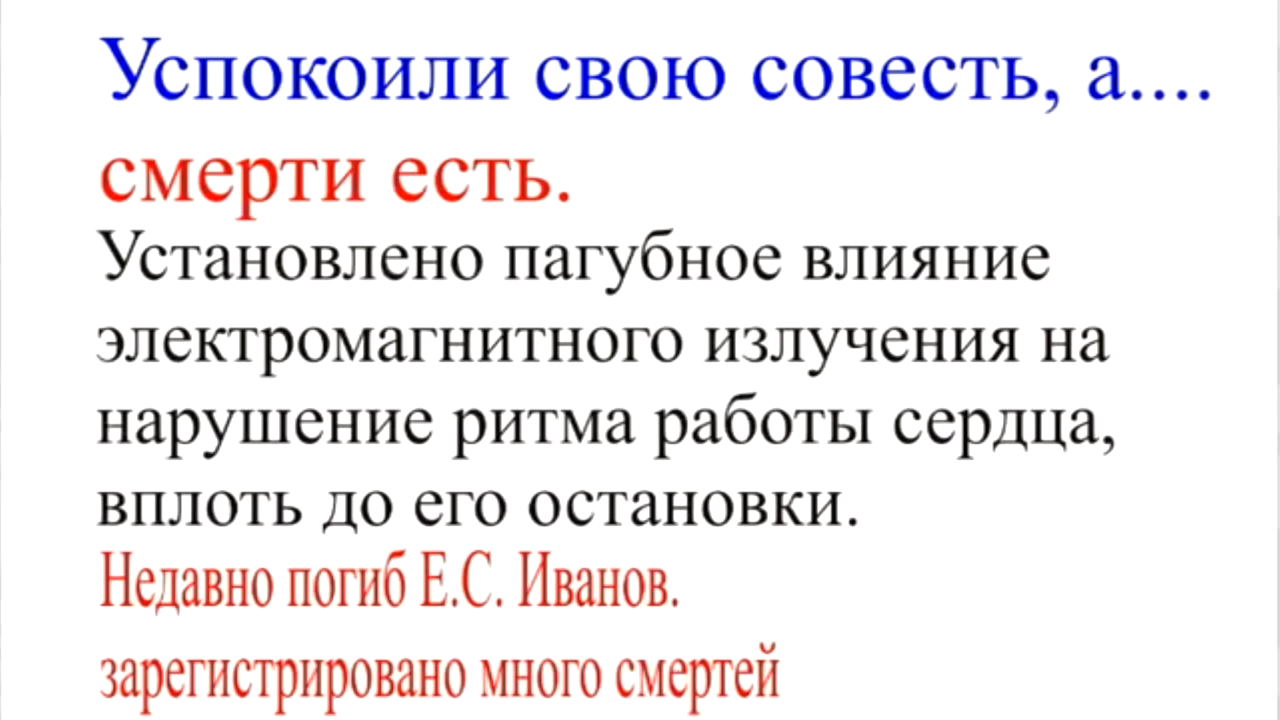 Успокоили свою совесть, а....
смерти есть.
Установлено пагубное влияние
электромагнитного излучения на
нарушение ритма работы сердца,
вплоть до его остановки.
Недавно погиб Е.С. Иванов.
зарегистрировано много смертей